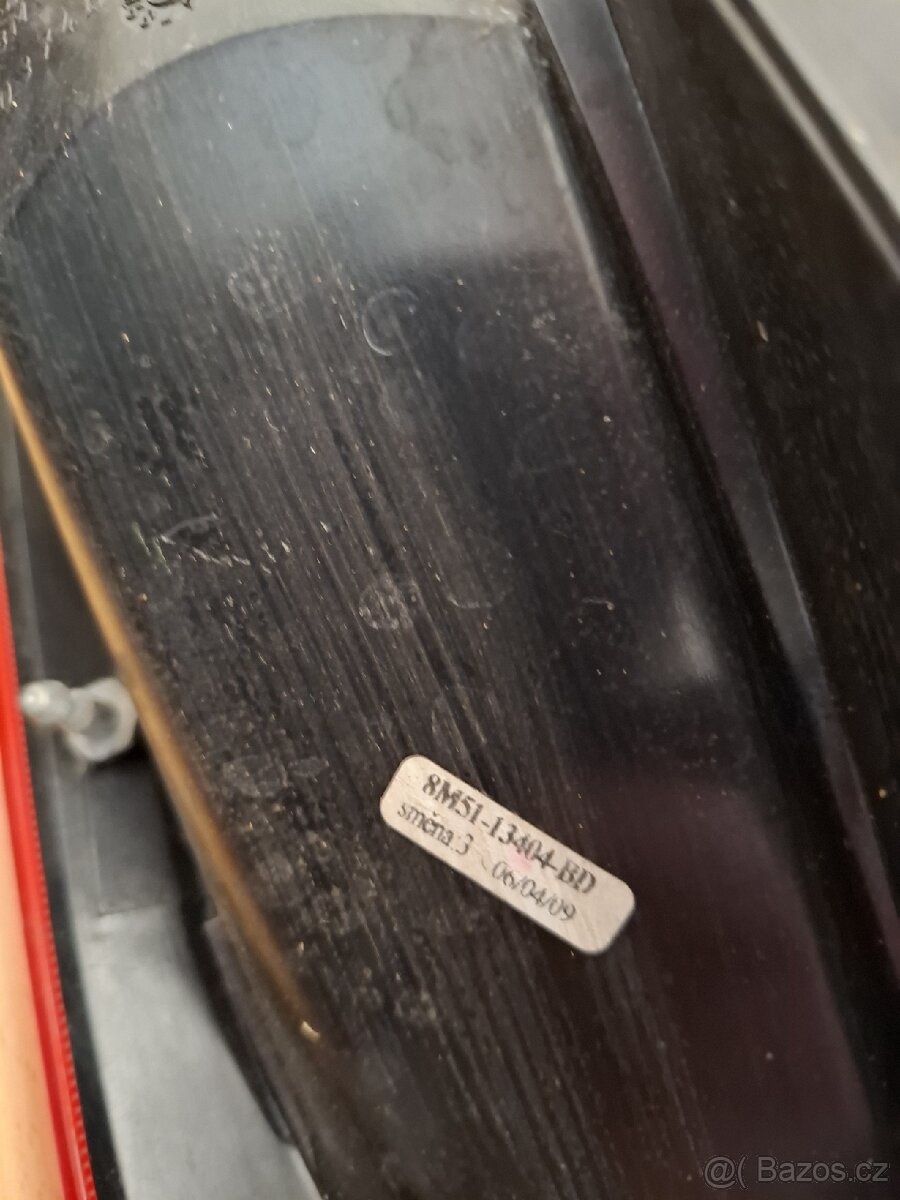 8M51-13404-BD
směna:3 06/04/09
@( Bazos.cz